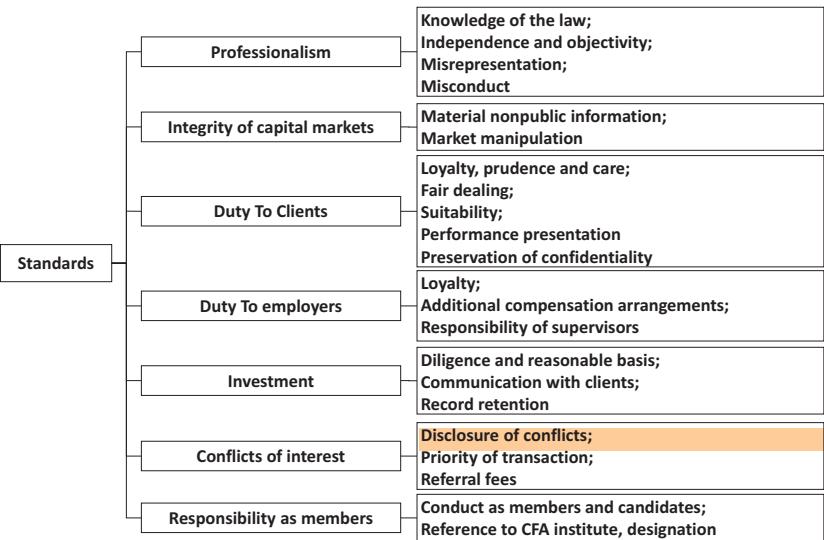 Standards
Professionalism
Knowledge of the law;
Independence and objectivity;
Misrepresentation;
Misconduct
Integrity of capital markets
Material nonpublic information;
Market manipulation
Duty To Clients
Loyalty, prudence and care;
Fair dealing;
Suitability;
Performance presentation
Preservation of confidentiality
Duty To employers
Loyalty;
Additional compensation arrangements;
Responsibility of supervisors
Investment
Diligence and reasonable basis;
Communication with clients;
Record retention
Conflicts of interest
Disclosure of conflicts;
Priority of transaction;
Referral fees
Responsibility as members
Conduct as members and candidates;
Reference to CFA institute, designation